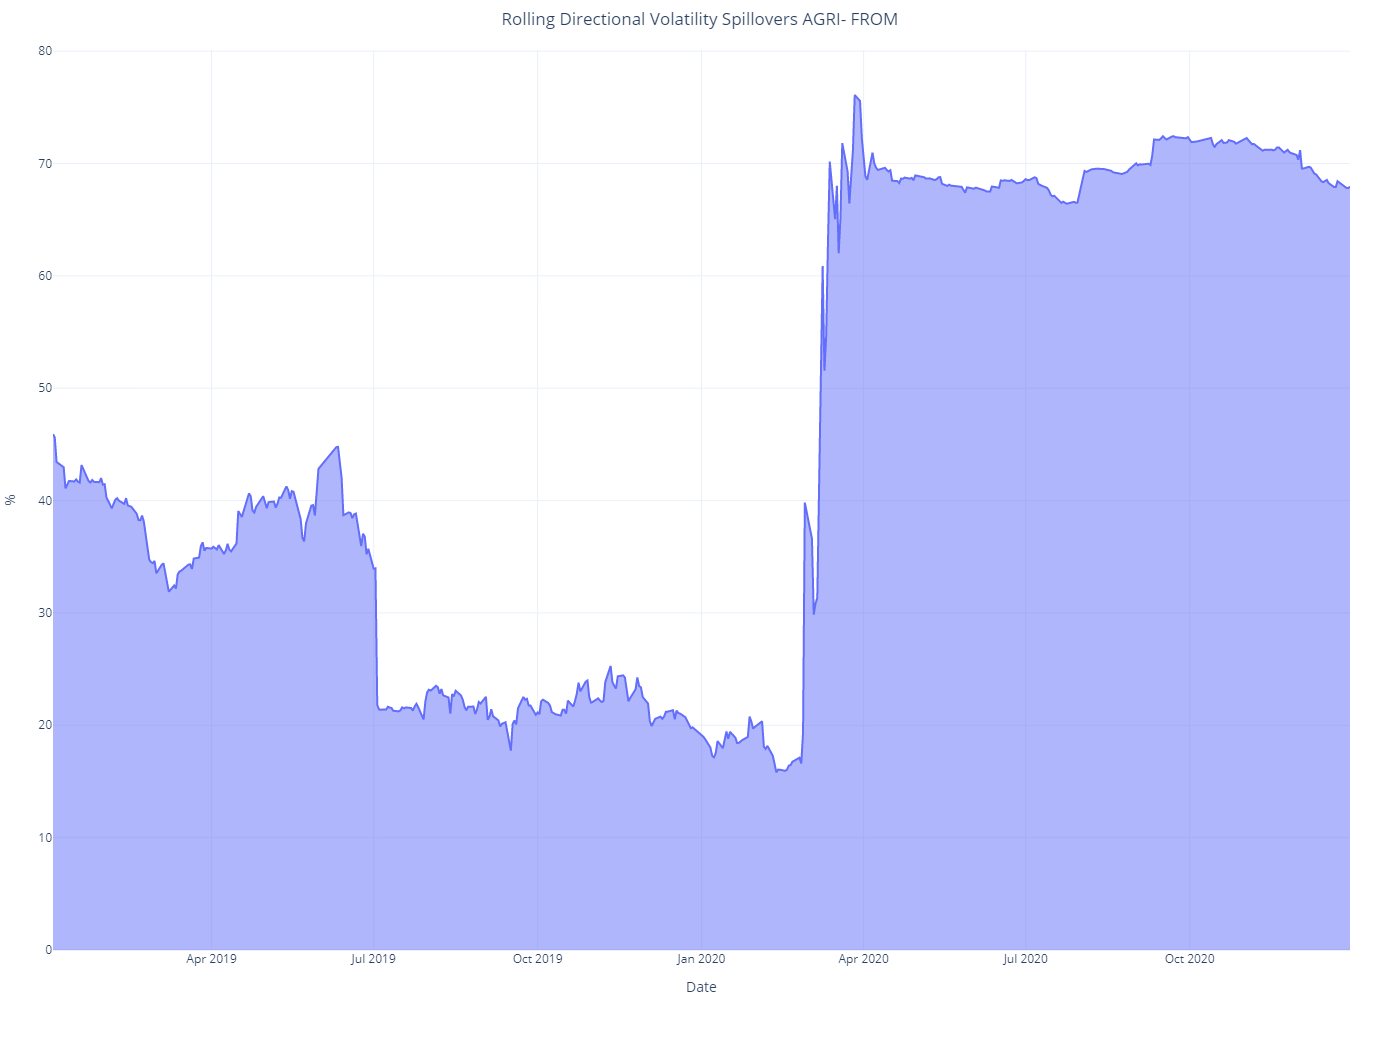 Rolling Directional Volatility Spillovers AGRI- FROM
80
70
60
50
40
30
20
10
0
%
Apr 2019
Jul 2019
Oct 2019
Jan 2020
Apr 2020
Jul 2020
Oct 2020
Date